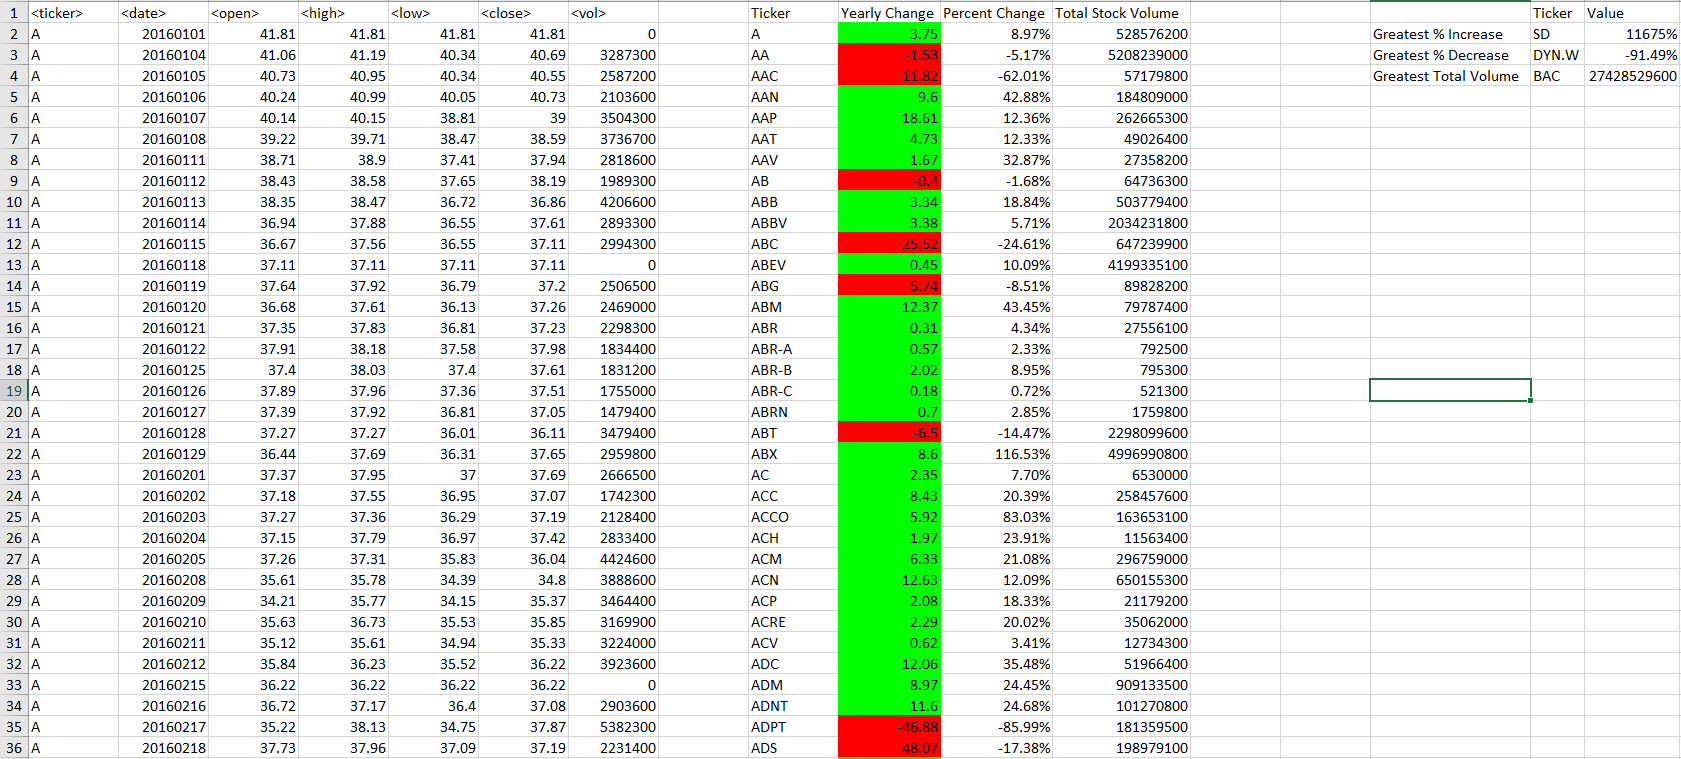 1 <ticker> <date> <open> <high> <low> <close> <vol> Ticker Yearly Change Percent Change Total Stock Volume Ticker Value
2 A 20160101 41.81 41.81 41.81 41.81 0 A 3.75 8.97% 528576200 Greatest % Increase SD 11675%
3 A 20160104 41.06 41.19 40.34 40.69 3287300 AA -1.53 -5.17% 5208239000 Greatest % Decrease DYN.W -91.49%
4 A 20160105 40.73 40.95 40.34 40.55 2587200 AAC -11.82 -62.01% 57179800 Greatest Total Volume BAC 27428529600
5 A 20160106 40.24 40.99 40.05 40.73 2103600 AAN 9.6 42.88% 184809000
6 A 20160107 40.14 40.15 38.81 39 3504300 AAP 18.61 12.36% 262665300
7 A 20160108 39.22 39.71 38.47 38.59 3736700 AAT 4.73 12.33% 49026400
8 A 20160111 38.71 38.9 37.41 37.94 2818600 AAV 1.67 32.87% 27358200
9 A 20160112 38.43 38.58 37.65 38.19 1989300 AB -0.4 -1.68% 64736300
10 A 20160113 38.35 38.47 36.72 36.86 4206600 ABB 3.34 18.84% 503779400
11 A 20160114 36.94 37.88 36.55 37.61 2893300 ABBV 3.38 5.71% 2034231800
12 A 20160115 36.67 37.56 36.55 37.11 2994300 ABC -25.52 -24.61% 647239900
13 A 20160118 37.11 37.11 37.11 37.11 0 ABEV 0.45 10.09% 4199335100
14 A 20160119 37.64 37.92 36.79 37.2 2506500 ABG -5.74 -8.51% 89828200
15 A 20160120 36.68 37.61 36.13 37.26 2469000 ABM 12.37 43.45% 79787400
16 A 20160121 37.35 37.83 36.81 37.23 2298300 ABR 0.31 4.34% 27556100
17 A 20160122 37.91 38.18 37.58 37.98 1834400 ABR-A 0.57 2.33% 792500
18 A 20160125 37.4 38.03 37.4 37.61 1831200 ABR-B 2.02 8.95% 795300
19 A 20160126 37.89 37.96 37.36 37.51 1755000 ABR-C 0.18 0.72% 521300
20 A 20160127 37.39 37.92 36.81 37.05 1479400 ABRN 0.7 2.85% 1759800
21 A 20160128 37.27 37.27 36.01 36.11 3479400 ABT -6.5 -14.47% 2298099600
22 A 20160129 36.44 37.69 36.31 37.65 2959800 ABX 8.6 116.53% 4996990800
23 A 20160201 37.37 37.95 37 37.69 2666500 AC 2.35 7.70% 6530000
24 A 20160202 37.18 37.55 36.95 37.07 1742300 ACC 8.43 20.39% 258457600
25 A 20160203 37.27 37.36 36.29 37.19 2128400 ACCO 5.92 83.03% 163653100
26 A 20160204 37.15 37.79 36.97 37.42 2833400 ACH 1.97 23.91% 11563400
27 A 20160205 37.26 37.31 35.83 36.04 4424600 ACM 6.33 21.08% 296759000
28 A 20160208 35.61 35.78 34.39 34.8 3888600 ACN 12.63 12.09% 650155300
29 A 20160209 34.21 35.77 34.15 35.37 3464400 ACP 2.08 18.33% 21179200
30 A 20160210 35.63 36.73 35.53 35.85 3169900 ACRE 2.29 20.02% 35062000
31 A 20160211 35.12 35.61 34.94 35.33 3224000 ACV 0.62 3.41% 12734300
32 A 20160212 35.84 36.23 35.52 36.22 3923600 ADC 12.06 35.48% 51966400
33 A 20160215 36.22 36.22 36.22 36.22 0 ADM 8.97 24.45% 909133500
34 A 20160216 36.72 37.17 36.4 37.08 2903600 ADNT 11.6 24.68% 101270800
35 A 20160217 35.22 38.13 34.75 37.87 5382300 ADPT -46.88 -85.99% 181359500
36 A 20160218 37.73 37.96 37.09 37.19 2231400 ADS -48.07 -17.38% 198979100